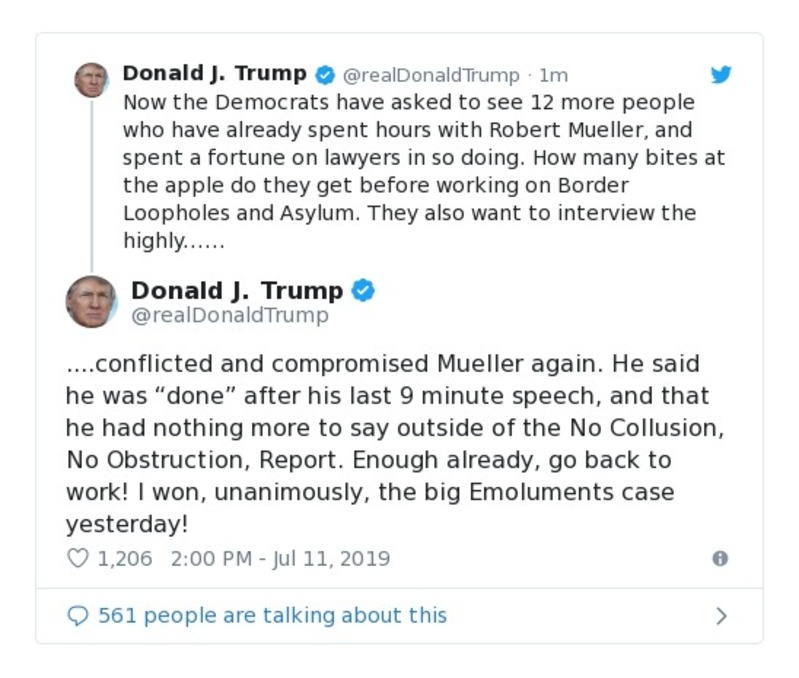 Donald J. Trump @realDonaldTrump · 1m
Now the Democrats have asked to see 12 more people
who have already spent hours with Robert Mueller, and
spent a fortune on lawyers in so doing. How many bites at
the apple do they get before working on Border
Loopholes and Asylum. They also want to interview the
highly......
Donald J. Trump
@realDonaldTrump
....conflicted and compromised Mueller again. He said
he was “done” after his last 9 minute speech, and that
he had nothing more to say outside of the No Collusion,
No Obstruction, Report. Enough already, go back to
work! I won, unanimously, the big Emoluments case
yesterday!
1,206 2:00 PM - Jul 11, 2019
561 people are talking about this